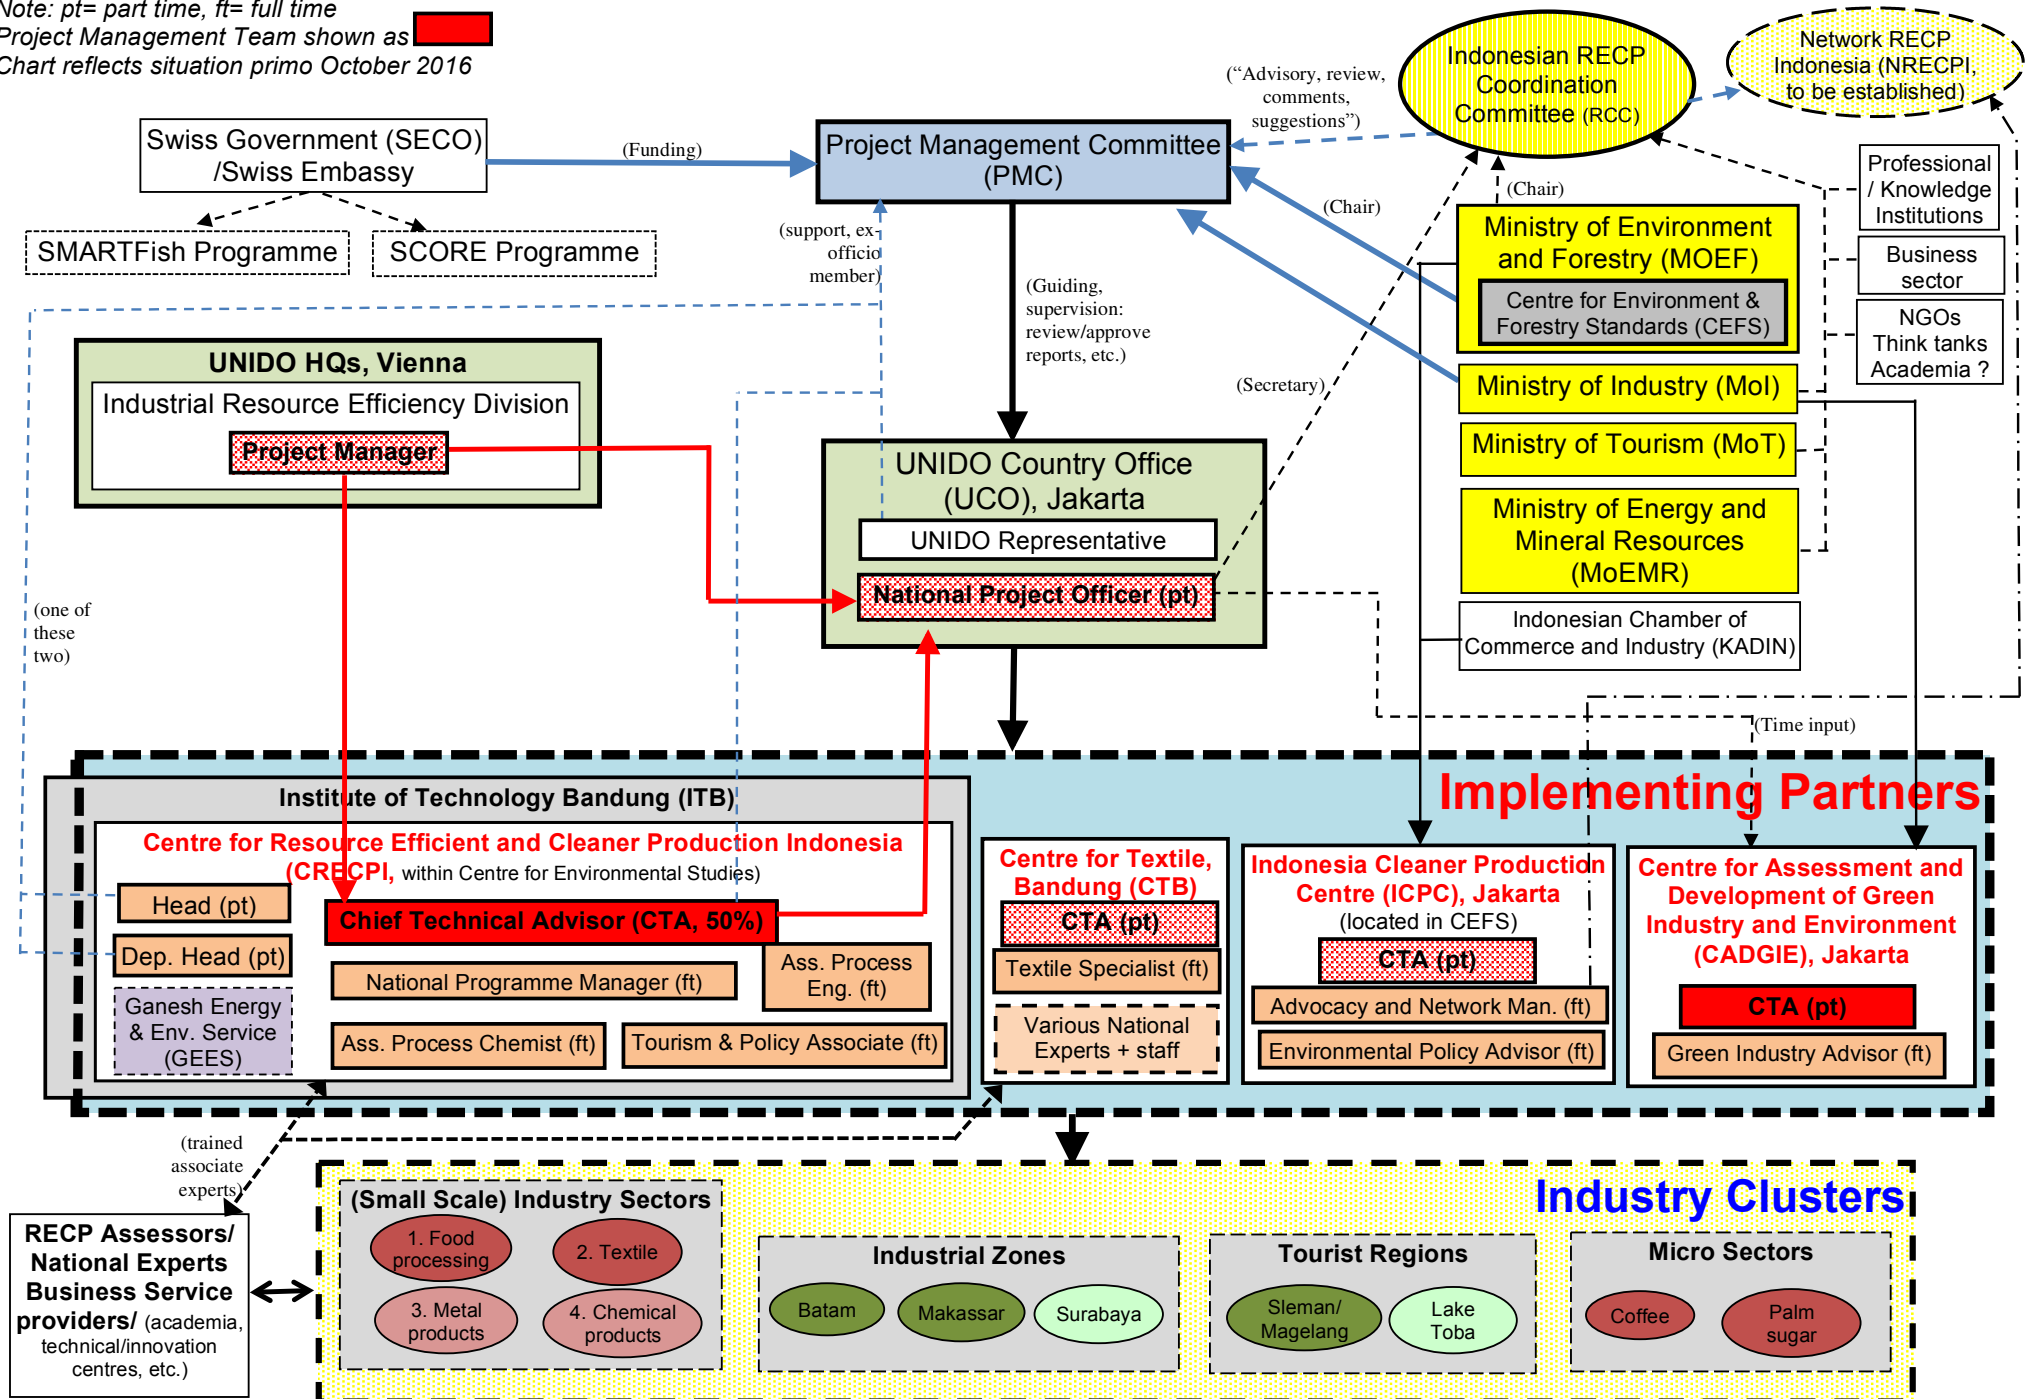 Note: pt= part time, ft= full time
Project Management Team shown as
Chart reflects situation primo October 2016
Swiss Government (SECO)
/Swiss Embassy
SMARTFish Programme
SCORE Programme
(Funding)
Project Management Committee
(PMC)
("Advisory, review,
comments,
suggestions")
Indonesian RECP
Coordination
Committee (RCC)
Network RECP
Indonesia (NRECPI,
to be established)
Professional
/ Knowledge
Institutions
Business
sector
NGOs
Think tanks
Academia ?
(Chair)
(Chair)
(support, ex-
officio
member)
(Guiding,
supervision:
review/approve
reports, etc.)
(Secretary)
Ministry of Environment
and Forestry (MOEF)
Centre for Environment &
Forestry Standards (CEFS)
Ministry of Industry (MoI)
Ministry of Tourism (MoT)
Ministry of Energy and
Mineral Resources
(MoEMR)
Indonesian Chamber of
Commerce and Industry (KADIN)
UNIDO HQs, Vienna
Industrial Resource Efficiency Division
Project Manager
UNIDO Country Office
(UCO), Jakarta
UNIDO Representative
National Project Officer (pt)
(one of
these
two)
(Time input)
Implementing Partners
Institute of Technology Bandung (ITB)
Centre for Resource Efficient and Cleaner Production Indonesia
(CRECPI, within Centre for Environmental Studies)
Head (pt)
Chief Technical Advisor (CTA, 50%)
Dep. Head (pt)
National Programme Manager (ft)
Ass. Process
Eng. (ft)
Ganesh Energy
& Env. Service
(GEES)
Ass. Process Chemist (ft)
Tourism & Policy Associate (ft)
Centre for Textile,
Bandung (CTB)
CTA (pt)
Textile Specialist (ft)
Various National
Experts + staff
Indonesia Cleaner Production
Centre (ICPC), Jakarta
(located in CEFS)
CTA (pt)
Advocacy and Network Man. (ft)
Environmental Policy Advisor (ft)
Centre for Assessment and
Development of Green
Industry and Environment
(CADGIE), Jakarta
CTA (pt)
Green Industry Advisor (ft)
(trained
associate
experts)
RECP Assessors/
National Experts
Business Service
providers/ (academia,
technical/innovation
centres, etc.)
Industry Clusters
(Small Scale) Industry Sectors
1. Food
processing
2. Textile
3. Metal
products
4. Chemical
products
Industrial Zones
Batam
Makassar
Surabaya
Tourist Regions
Sleman/
Magelang
Lake
Toba
Micro Sectors
Coffee
Palm
sugar